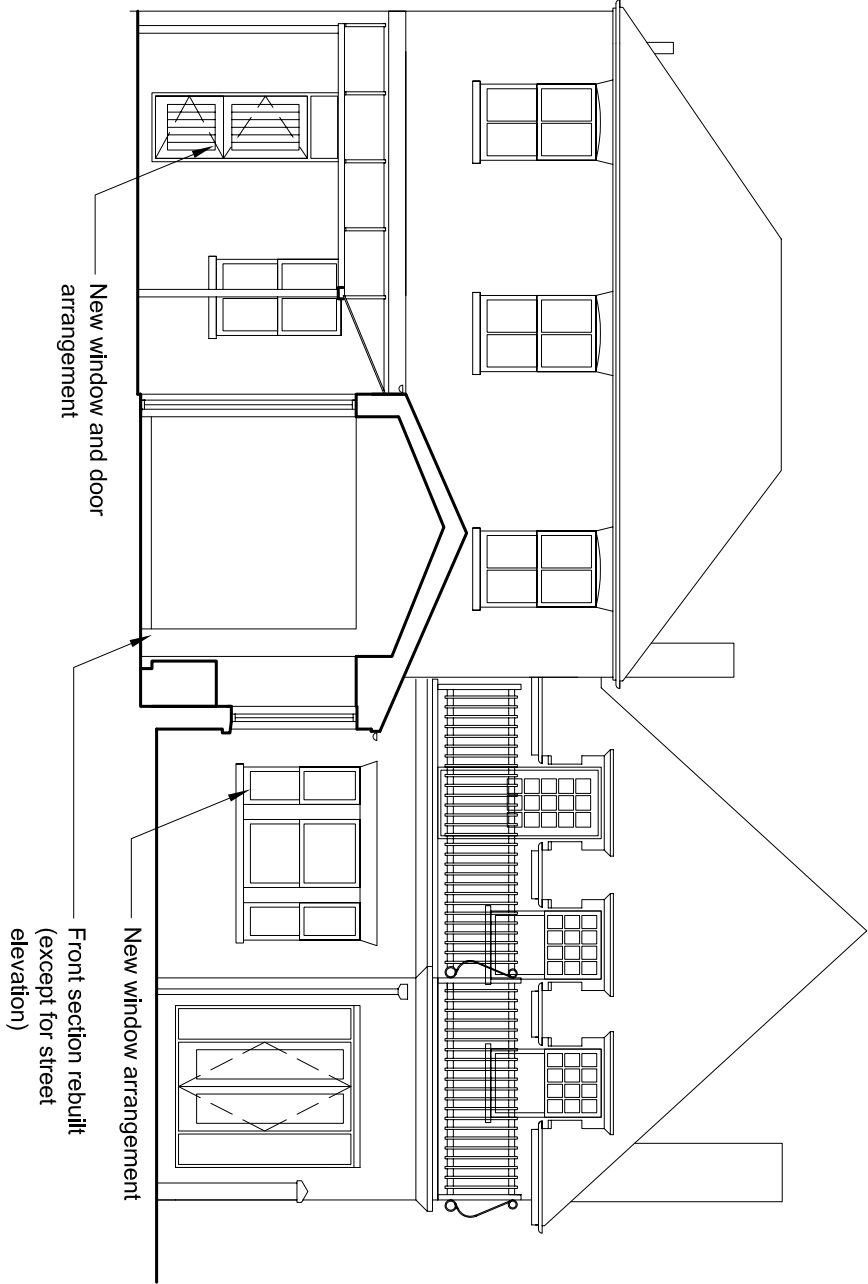 New window and door
arrangement
Front section rebuilt
(except for street
elevation)
New window arrangement